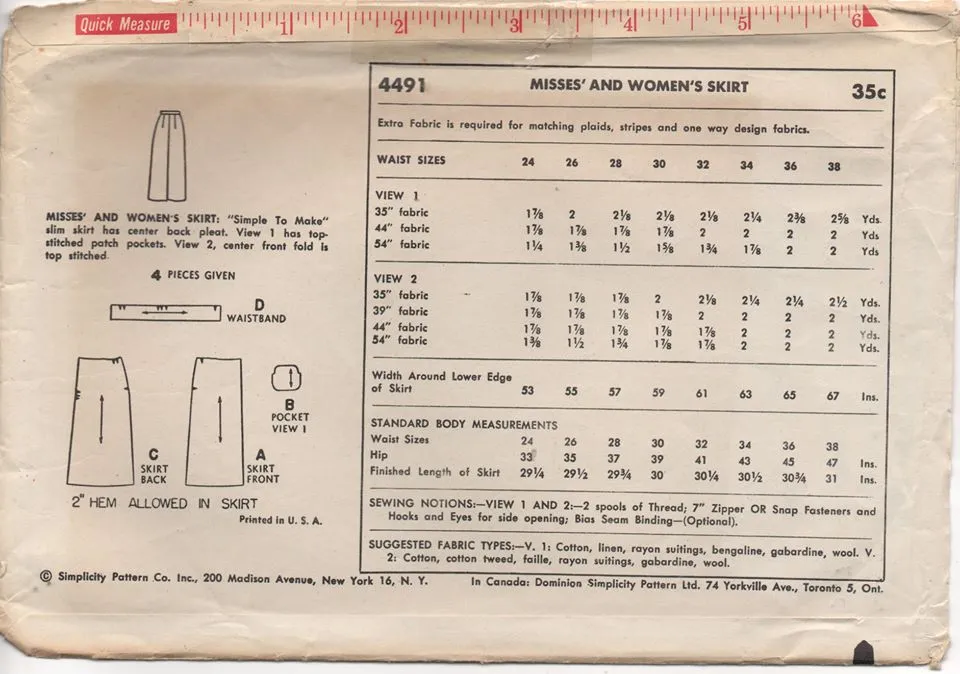 Quick Measure 1 2 3 4 5 6
4491 MISSES' AND WOMEN'S SKIRT 35c
Extra Fabric is required for matching plaids, stripes and one way design fabrics.
WAIST SIZES 24 26 28 30 32 34 36 38
VIEW 1
35" fabric 1⅞ 2 2⅛ 2⅛ 2⅛ 2¼ 2⅜ 2⅝ Yds.
44" fabric 1⅞ 1⅞ 1⅞ 1⅞ 2 2 2 2 Yds
54" fabric 1¼ 1⅜ 1½ 1⅝ 1¾ 1⅞ 2 2 Yds
VIEW 2
35" fabric 1⅞ 1⅞ 1⅞ 2 2⅛ 2¼ 2¼ 2½ Yds.
39" fabric 1⅞ 1⅞ 1⅞ 1⅞ 2 2 2 2 Yds.
44" fabric 1⅞ 1⅞ 1⅞ 1⅞ 1⅞ 2 2 2 Yds.
54" fabric 1⅜ 1½ 1¾ 1⅞ 1⅞ 2 2 2 Yds.
Width Around Lower Edge
of Skirt 53 55 57 59 61 63 65 67 Ins.
STANDARD BODY MEASUREMENTS
Waist Sizes 24 26 28 30 32 34 36 38
Hip 33 35 37 39 41 43 45 47 Ins.
Finished Length of Skirt 29¼ 29½ 29¾ 30 30¼ 30½ 30¾ 31 Ins.
SEWING NOTIONS:—VIEW 1 AND 2:—2 spools of Thread; 7" Zipper OR Snap Fasteners and
Hooks and Eyes for side opening; Bias Seam Binding—(Optional).
SUGGESTED FABRIC TYPES:—V. 1: Cotton, linen, rayon suitings, bengaline, gabardine, wool. V.
2: Cotton, cotton tweed, faille, rayon suitings, gabardine, wool.
MISSES' AND WOMEN'S SKIRT: "Simple To Make"
slim skirt has center back pleat. View 1 has top-
stitched patch pockets. View 2, center front fold is
top stitched.
4 PIECES GIVEN
D
WAISTBAND
B
POCKET
VIEW 1
C
SKIRT
BACK
A
SKIRT
FRONT
2" HEM ALLOWED IN SKIRT
Printed in U. S. A.
© Simplicity Pattern Co. Inc., 200 Madison Avenue, New York 16, N. Y. In Canada: Dominion Simplicity Pattern Ltd. 74 Yorkville Ave., Toronto 5, Ont.